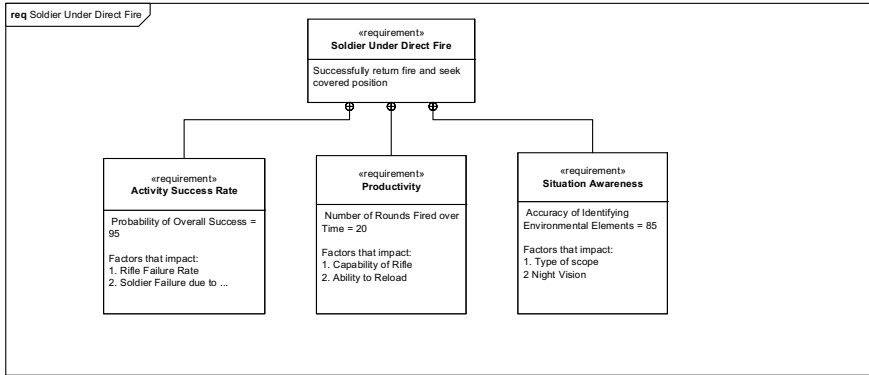 req Soldier Under Direct Fire
«requirement»
Soldier Under Direct Fire
Successfully return fire and seek
covered position
«requirement»
Activity Success Rate
Probability of Overall Success =
95
Factors that impact:
1. Rifle Failure Rate
2. Soldier Failure due to ...
«requirement»
Productivity
Number of Rounds Fired over
Time = 20
Factors that impact:
1. Capability of Rifle
2. Ability to Reload
«requirement»
Situation Awareness
Accuracy of Identifying
Environmental Elements = 85
Factors that impact:
1. Type of scope
2 Night Vision